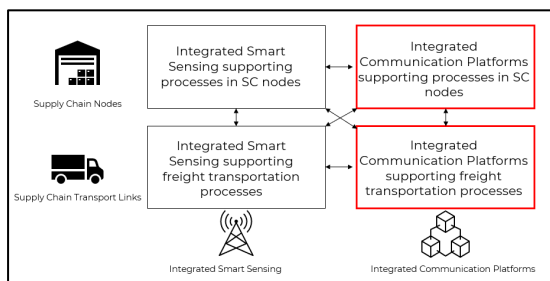 Integrated Smart
Sensing supporting
processes in SC nodes
Integrated
Communication Platforms
supporting processes in SC
nodes
Supply Chain Nodes
Integrated Smart
Sensing supporting
freight transportation
processes
Integrated
Communication Platforms
supporting freight
transportation processes
Supply Chain Transport Links
Integrated Smart Sensing
Integrated Communication Platforms